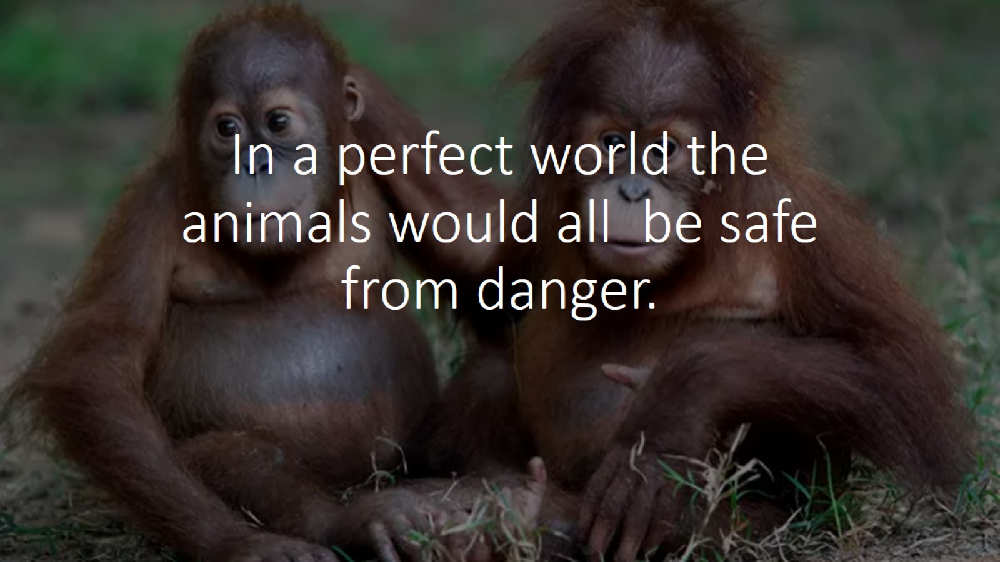 In a perfect world the
animals would all  be safe
from danger.